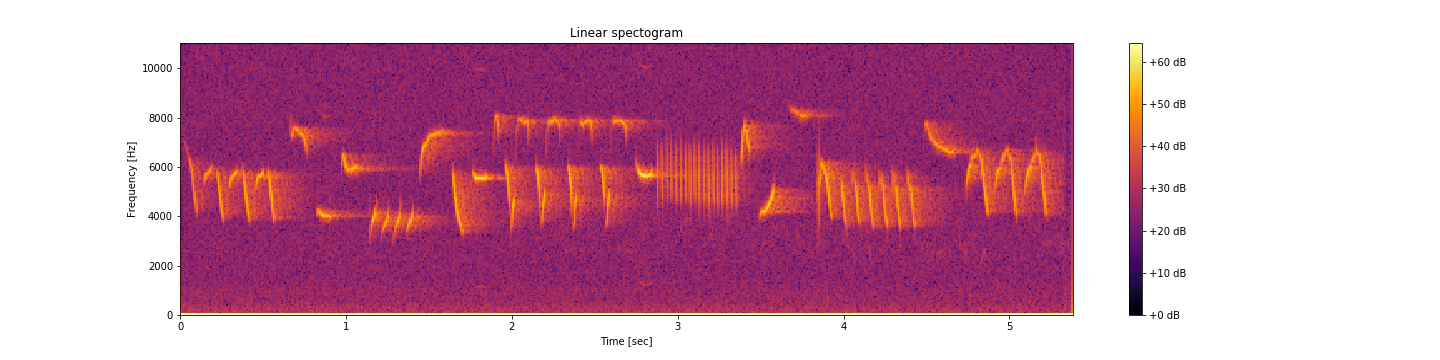 Linear spectogram
Frequency [Hz]
10000
8000
6000
4000
2000
0
0 1 2 3 4 5
Time [sec]
+60 dB
+50 dB
+40 dB
+30 dB
+20 dB
+10 dB
+0 dB